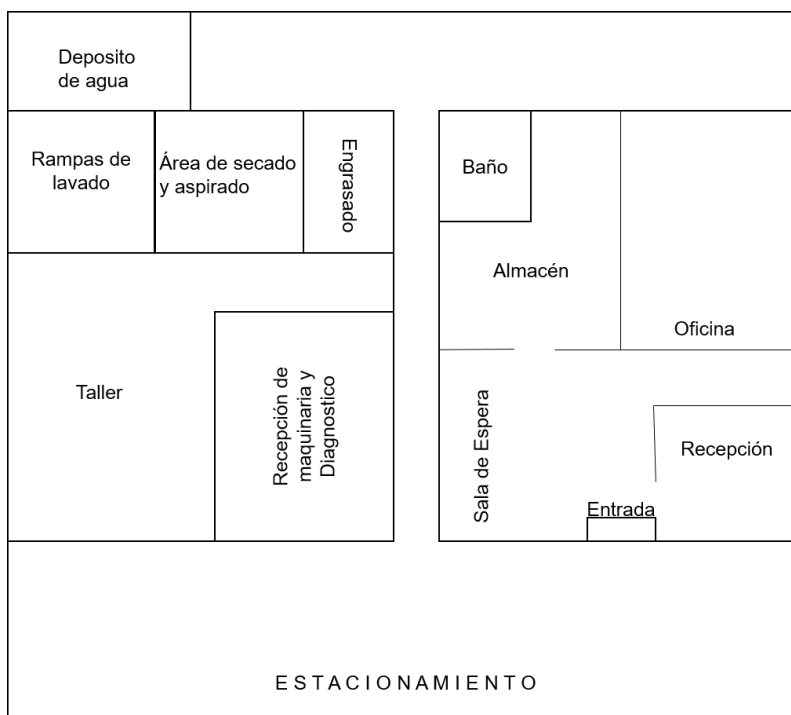 Deposito
de agua
Rampas de
lavado
Área de secado
y aspirado
Engrasado
Baño
Almacén
Oficina
Taller
Recepción de
maquinaria y
Diagnostico
Sala de Espera
Recepción
Entrada
ESTACIONAMIENTO